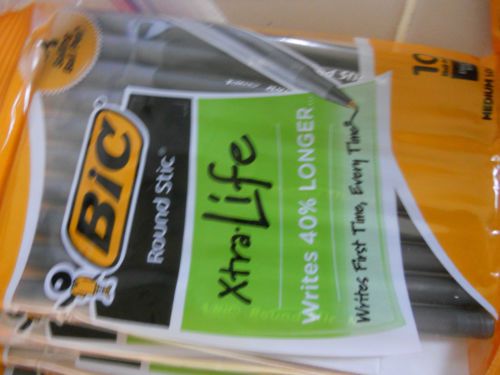 BIC
Round Stic®
Xtra·Life
Writes 40% LONGER...
Writes First Time, Every Time®
10
MEDIUM